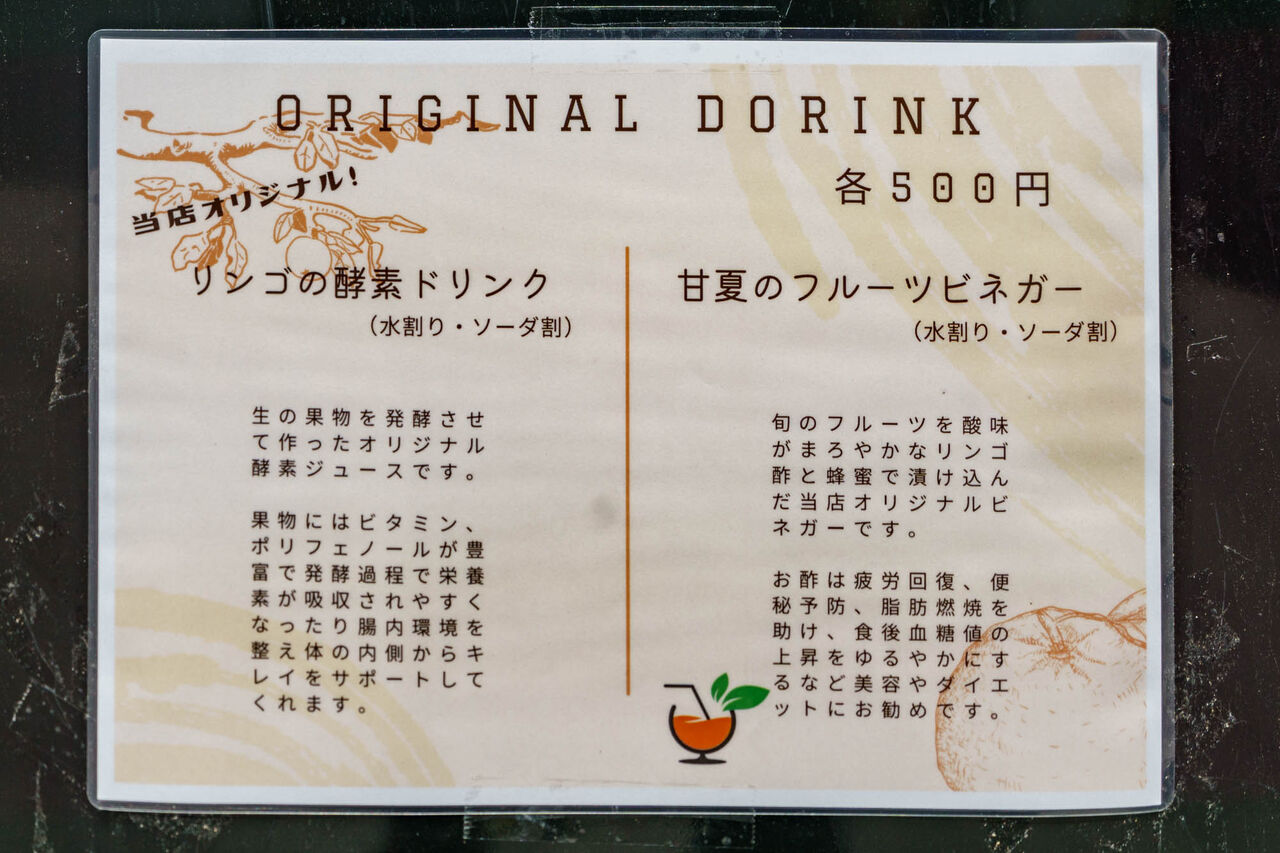 ORIGINAL DORINK
各500円
当店オリジナル!
リンゴの酵素ドリンク
（水割り・ソーダ割）
生の果物を発酵させ
て作ったオリジナル
酵素ジュースです。
果物にはビタミン、
ポリフェノールが豊
富で発酵過程で栄養
素が吸収されやすく
なったり腸内環境を
整え体の内側からキ
レイをサポートして
くれます。
甘夏のフルーツビネガー
（水割り・ソーダ割）
旬のフルーツを酸味
がまろやかなリンゴ
酢と蜂蜜で漬け込ん
だ当店オリジナルビ
ネガーです。
お酢は疲労回復、便
秘予防、脂肪燃焼を
助け、食後血糖値の
上昇をゆるやかにす
るなど美容やダイエ
ットにお勧めです。